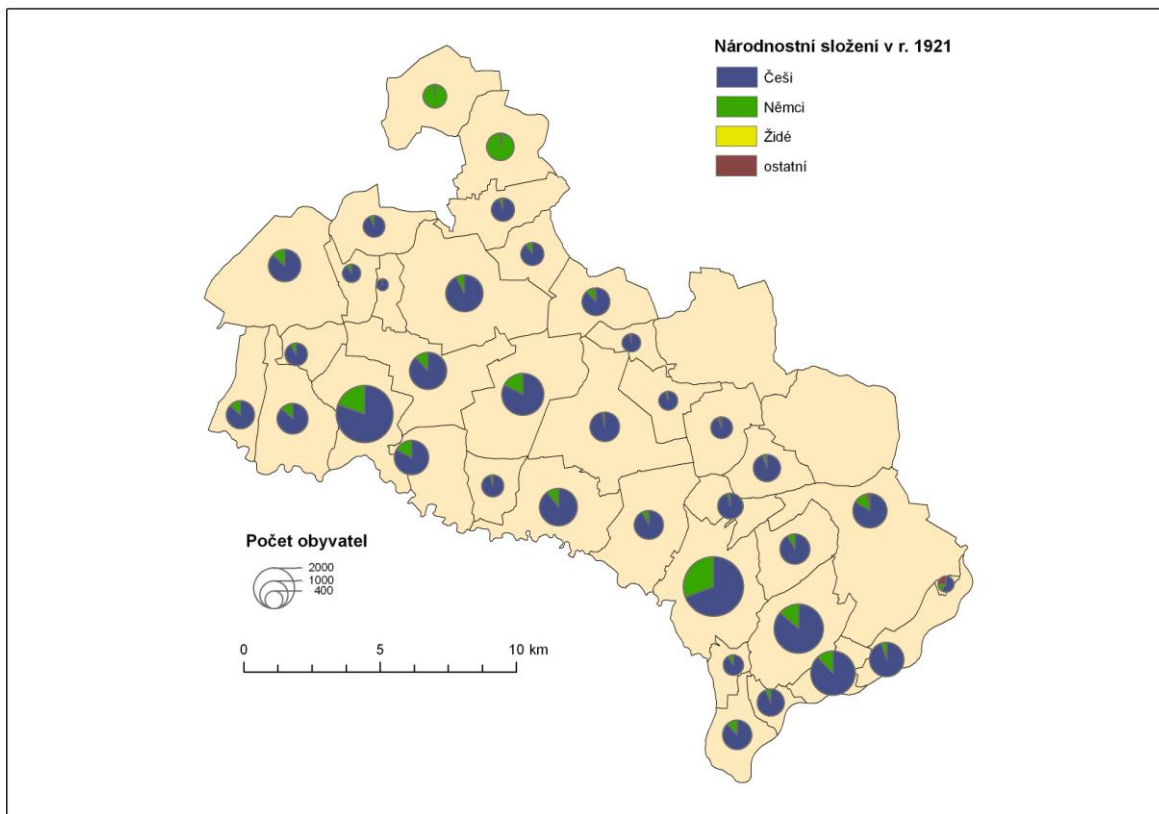 Národnostní složení v r. 1921
Češi
Němci
Židé
ostatní
Počet obyvatel
2000
1000
400
0 5 10 km